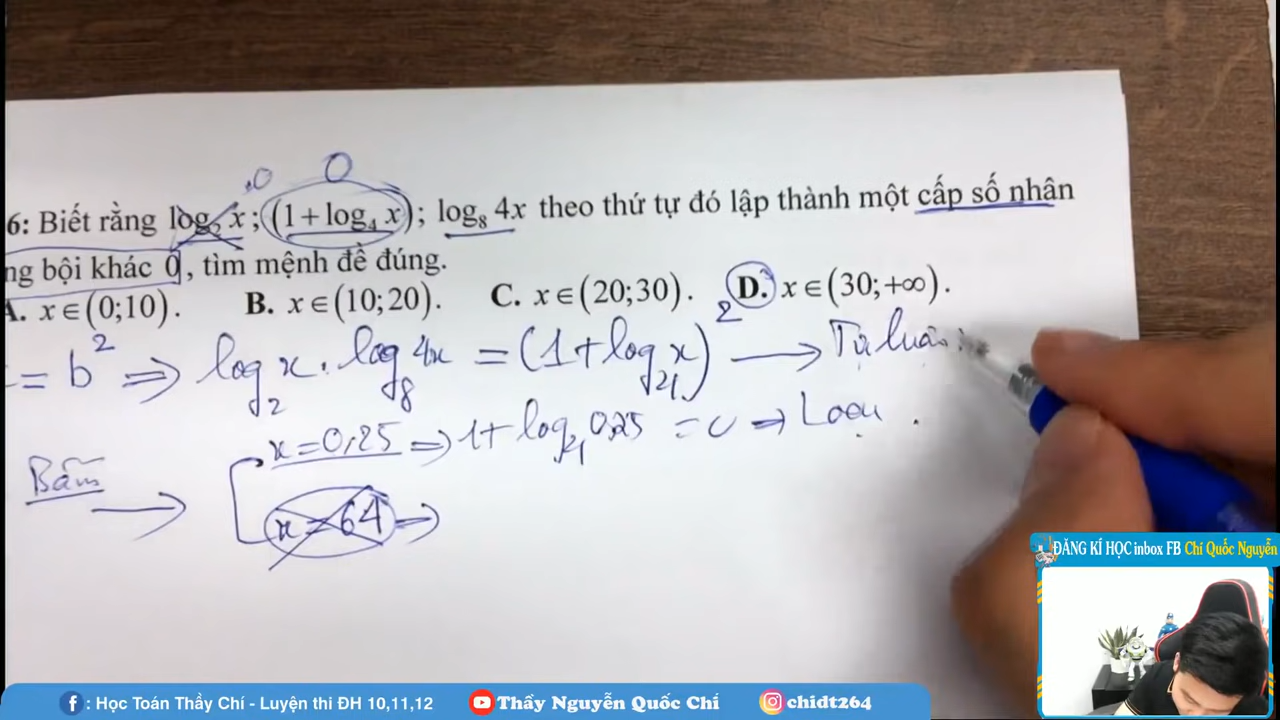 6: Biết rằng log₂ x ; (1 + log₄ x) ; log₈ 4x theo thứ tự đó lập thành một cấp số nhân
ng bội khác 0 , tìm mệnh đề đúng.
A. x ∈ (0;10). B. x ∈ (10;20). C. x ∈ (20;30). D. x ∈ (30;+∞).
0
0
= b² ⇒ log₂ x . log₈ 4x = (1 + log₄ x)² → Tự luận :
x = 0,25 ⇒ 1 + log₄ 0,25 = 0 ⇒ Loại .
Bấm →
x = 64 ⇒
ĐĂNG KÍ HỌC inbox FB Chí Quốc Nguyễn
f : Học Toán Thầy Chí - Luyện thi ĐH 10,11,12
Thầy Nguyễn Quốc Chí
chidt264